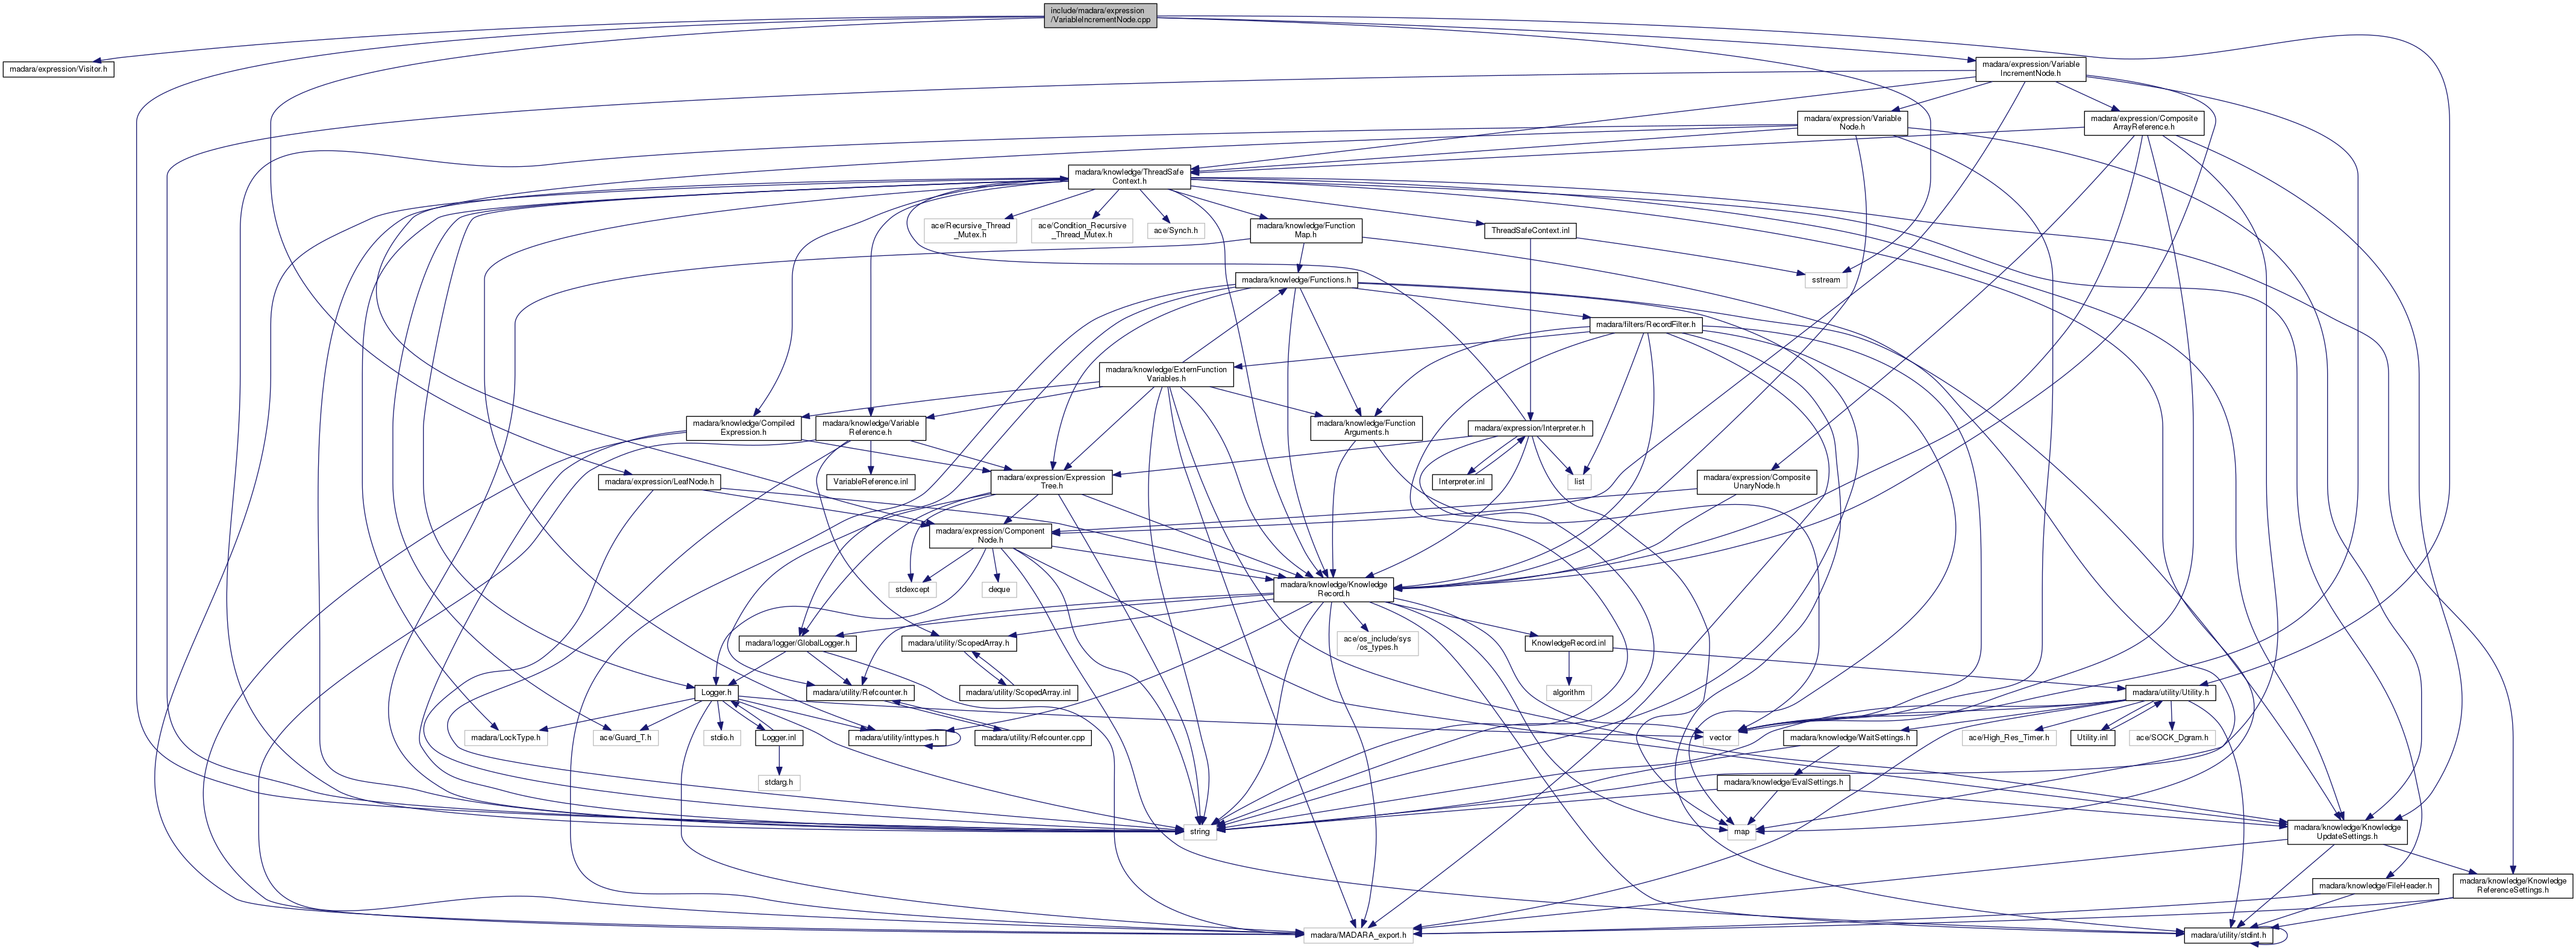 include/madara/expression
/VariableIncrementNode.cpp
madara/expression/Visitor.h
madara/expression/Variable
IncrementNode.h
madara/expression/Variable
Node.h
madara/expression/Composite
ArrayReference.h
madara/knowledge/ThreadSafe
Context.h
ace/Recursive_Thread
_Mutex.h
ace/Condition_Recursive
_Thread_Mutex.h
ace/Synch.h
madara/knowledge/Function
Map.h
ThreadSafeContext.inl
madara/knowledge/Functions.h
sstream
madara/filters/RecordFilter.h
madara/knowledge/ExternFunction
Variables.h
madara/knowledge/Compiled
Expression.h
madara/knowledge/Variable
Reference.h
madara/knowledge/Function
Arguments.h
madara/expression/Interpreter.h
madara/expression/LeafNode.h
VariableReference.inl
madara/expression/Expression
Tree.h
Interpreter.inl
list
madara/expression/Composite
UnaryNode.h
madara/expression/Component
Node.h
stdexcept
deque
madara/knowledge/Knowledge
Record.h
madara/logger/GlobalLogger.h
madara/utility/ScopedArray.h
ace/os_include/sys
/os_types.h
KnowledgeRecord.inl
Logger.h
madara/utility/Refcounter.h
madara/utility/ScopedArray.inl
algorithm
madara/utility/Utility.h
madara/LockType.h
ace/Guard_T.h
stdio.h
Logger.inl
madara/utility/inttypes.h
madara/utility/Refcounter.cpp
vector
madara/knowledge/WaitSettings.h
ace/High_Res_Timer.h
Utility.inl
ace/SOCK_Dgram.h
stdarg.h
madara/knowledge/EvalSettings.h
string
map
madara/knowledge/Knowledge
UpdateSettings.h
madara/knowledge/FileHeader.h
madara/knowledge/Knowledge
ReferenceSettings.h
madara/MADARA_export.h
madara/utility/stdint.h